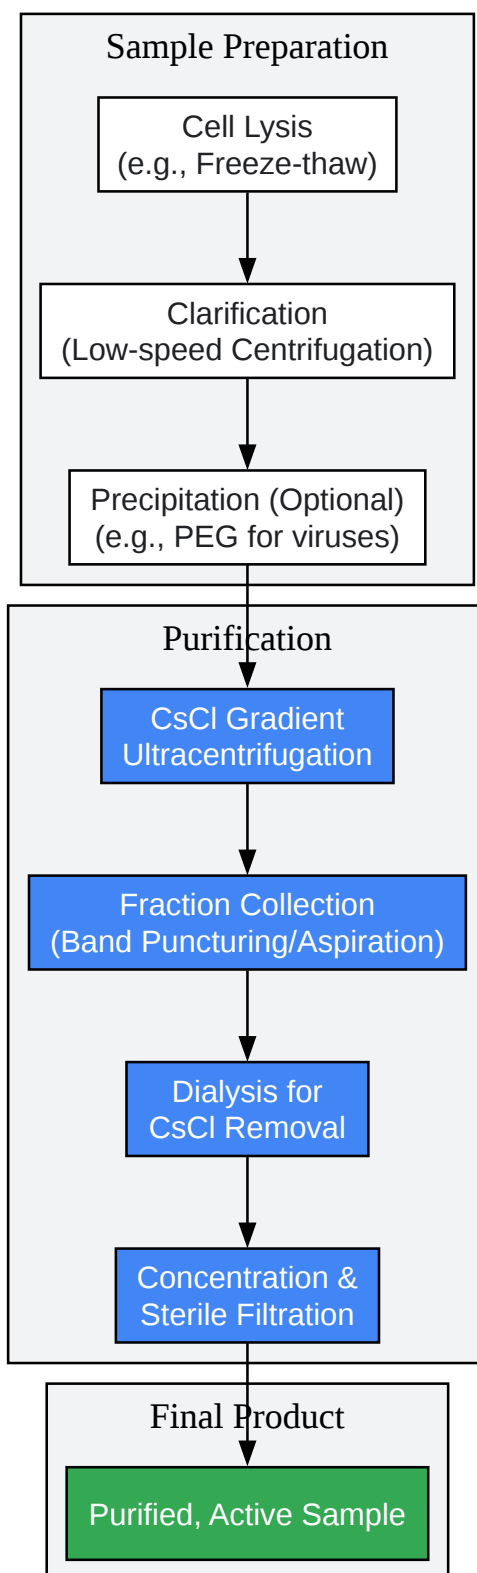 Sample Preparation
Cell Lysis
(e.g., Freeze-thaw)
Clarification
(Low-speed Centrifugation)
Precipitation (Optional)
(e.g., PEG for viruses)
Purification
CsCl Gradient
Ultracentrifugation
Fraction Collection
(Band Puncturing/Aspiration)
Dialysis for
CsCl Removal
Concentration &
Sterile Filtration
Final Product
Purified, Active Sample